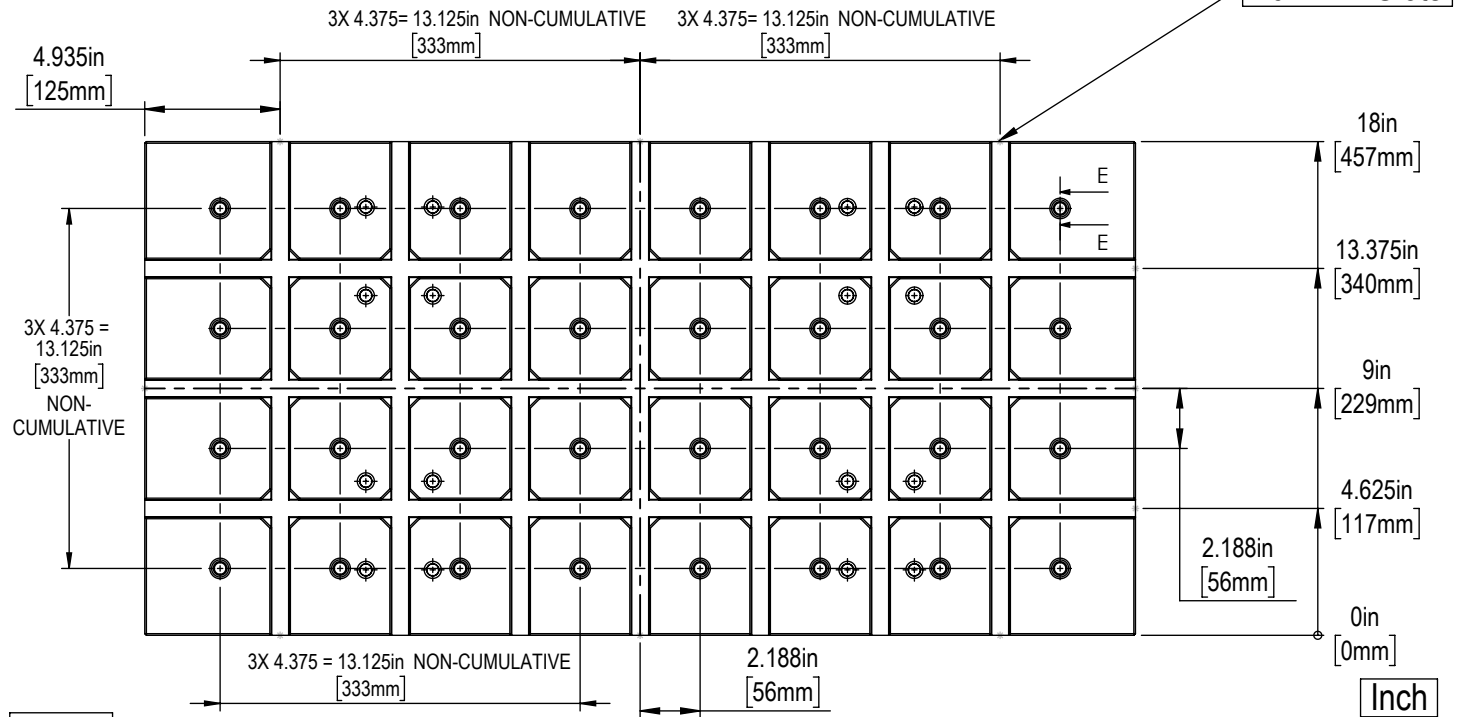 3X 4.375= 13.125in NON-CUMULATIVE
[333mm]
3X 4.375= 13.125in NON-CUMULATIVE
[333mm]
4.935in
[125mm]
18in
[457mm]
E
E
13.375in
[340mm]
3X 4.375 =
13.125in
[333mm]
NON-
CUMULATIVE
9in
[229mm]
4.625in
[117mm]
2.188in
[56mm]
0in
[0mm]
3X 4.375 = 13.125in NON-CUMULATIVE
[333mm]
2.188in
[56mm]
Inch